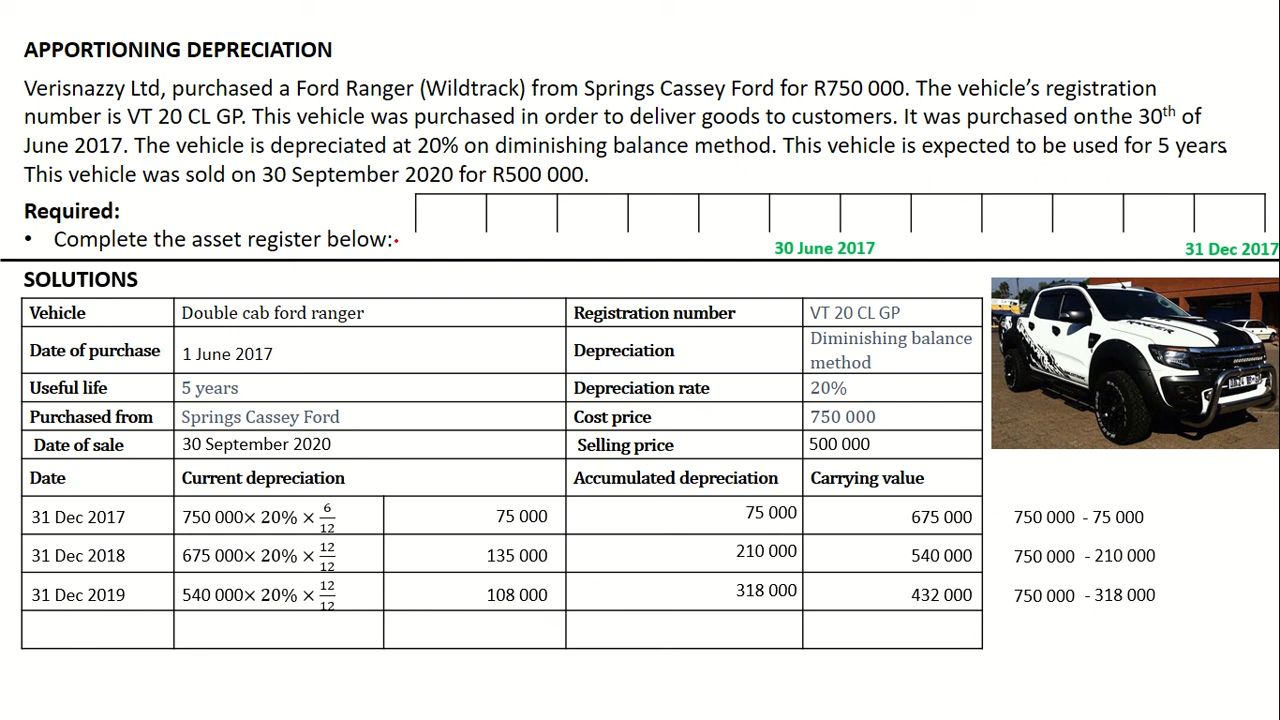 APPORTIONING DEPRECIATION
Verisnazzy Ltd, purchased a Ford Ranger (Wildtrack) from Springs Cassey Ford for R750 000. The vehicle's registration
number is VT 20 CL GP. This vehicle was purchased in order to deliver goods to customers. It was purchased on the 30th of
June 2017. The vehicle is depreciated at 20% on diminishing balance method. This vehicle is expected to be used for 5 years.
This vehicle was sold on 30 September 2020 for R500 000.
Required:
• Complete the asset register below:
30 June 2017 31 Dec 2017
SOLUTIONS
Vehicle Double cab ford ranger Registration number VT 20 CL GP
Date of purchase 1 June 2017 Depreciation Diminishing balance
method
Useful life 5 years Depreciation rate 20%
Purchased from Springs Cassey Ford Cost price 750 000
Date of sale 30 September 2020 Selling price 500 000
Date Current depreciation Accumulated depreciation Carrying value
31 Dec 2017 750 000× 20% × 6/12 75 000 75 000 675 000 750 000 - 75 000
31 Dec 2018 675 000× 20% × 12/12 135 000 210 000 540 000 750 000 - 210 000
31 Dec 2019 540 000× 20% × 12/12 108 000 318 000 432 000 750 000 - 318 000
RANGER